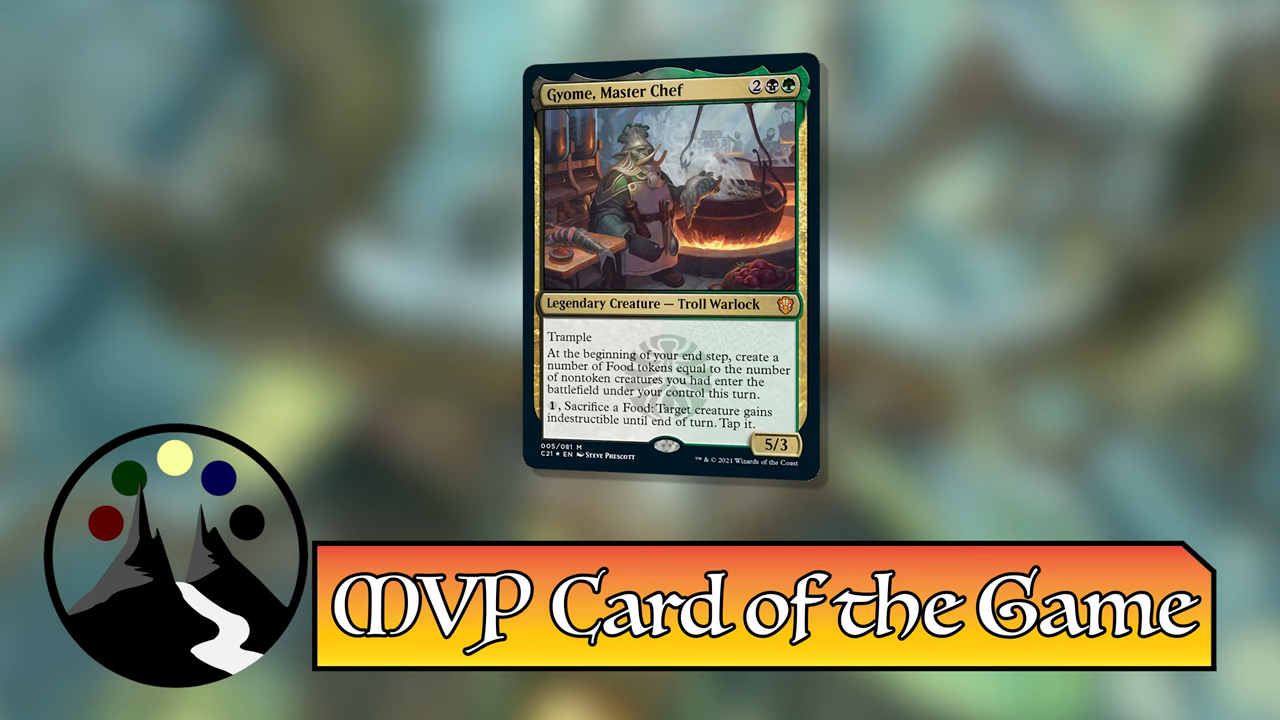 Gyome, Master Chef 2
Legendary Creature — Troll Warlock
Trample
At the beginning of your end step, create a
number of Food tokens equal to the number
of nontoken creatures you had enter the
battlefield under your control this turn.
1, Sacrifice a Food: Target creature gains
indestructible until end of turn. Tap it.
5/3
005/081 M
C21 ★ EN Steve Prescott
™ & © 2021 Wizards of the Coast
MVP Card of the Game